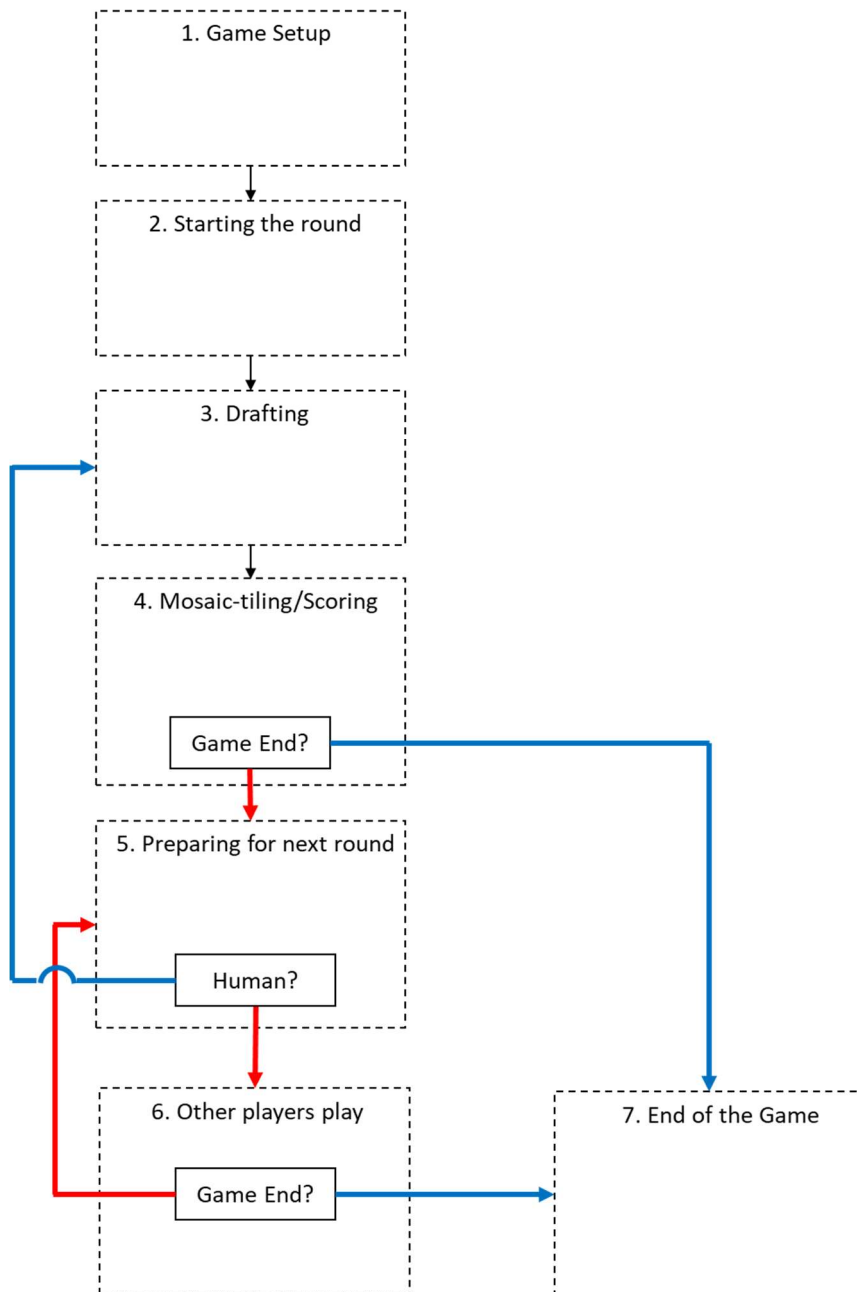 1. Game Setup
2. Starting the round
3. Drafting
4. Mosaic-tiling/Scoring
Game End?
5. Preparing for next round
Human?
6. Other players play
7. End of the Game
Game End?